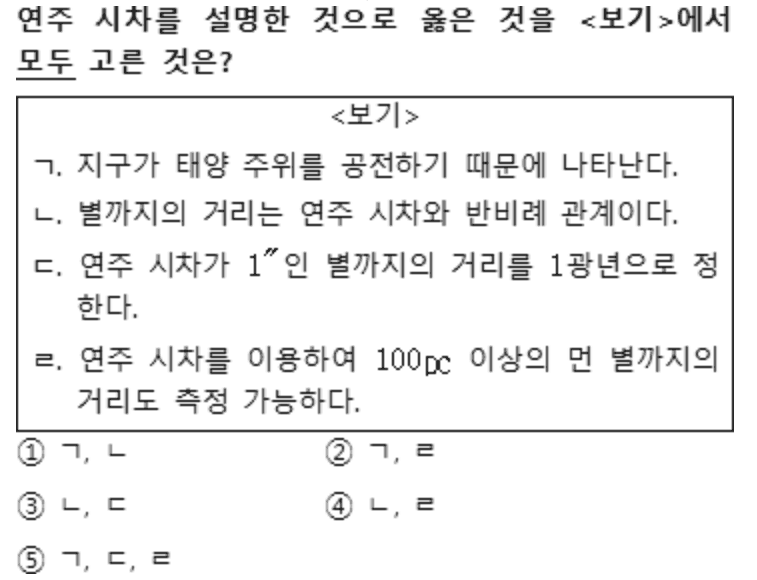 연주 시차를 설명한 것으로 옳은 것을 <보기>에서
모두 고른 것은?
<보기>
ㄱ. 지구가 태양 주위를 공전하기 때문에 나타난다.
ㄴ. 별까지의 거리는 연주 시차와 반비례 관계이다.
ㄷ. 연주 시차가 1″인 별까지의 거리를 1광년으로 정
한다.
ㄹ. 연주 시차를 이용하여 100pc 이상의 먼 별까지의
거리도 측정 가능하다.
① ㄱ, ㄴ ② ㄱ, ㄹ
③ ㄴ, ㄷ ④ ㄴ, ㄹ
⑤ ㄱ, ㄷ, ㄹ